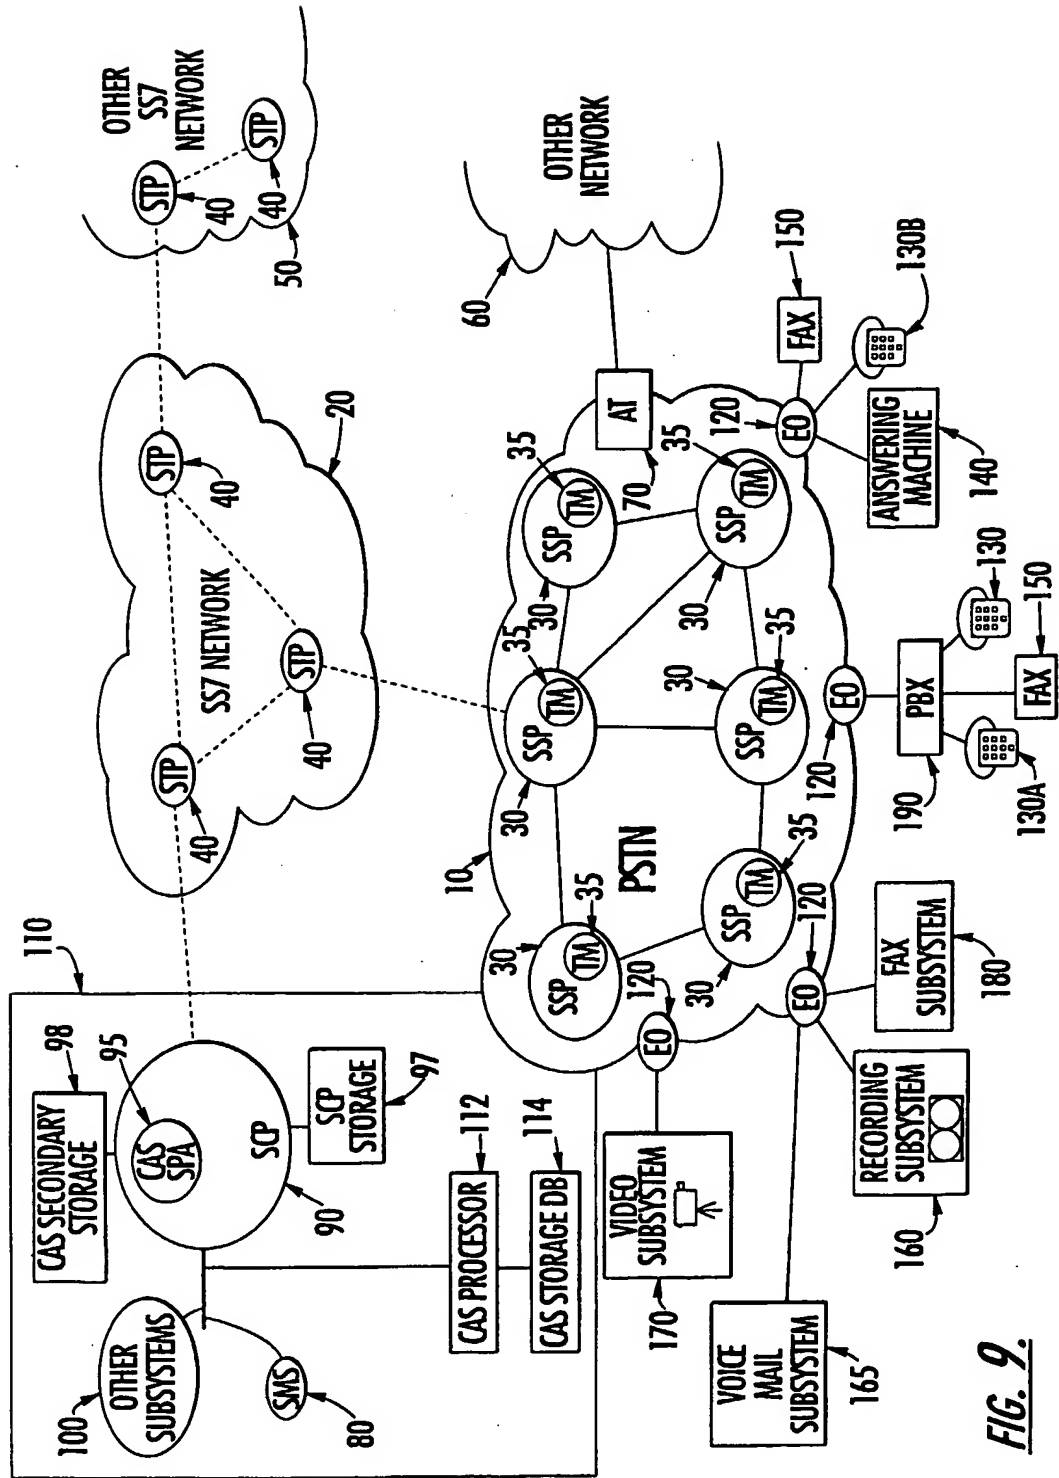 100
OTHER
SUBSYSTEMS
SMS
80
CAS SECONDARY
STORAGE
98
CAS
SPA
95
SCP
90
SCP
STORAGE
97
110
CAS PROCESSOR
112
CAS STORAGE DB
114
STP
40
SS7 NETWORK
STP
40
STP
40
20
OTHER
SS7
NETWORK
STP
40
STP
40
50
10
PSTN
SSP
TM
30
35
SSP
TM
30
35
SSP
TM
30
35
SSP
TM
30
35
SSP
TM
30
35
SSP
TM
30
35
AT
70
60
OTHER
NETWORK
VIDEO
SUBSYSTEM
170
EO
120
VOICE
MAIL
SUBSYSTEM
165
EO
120
RECORDING
SUBSYSTEM
160
FAX
SUBSYSTEM
180
EO
120
PBX
190
130A
130
FAX
150
EO
120
FAX
150
130B
ANSWERING
MACHINE
140
FIG. 9.